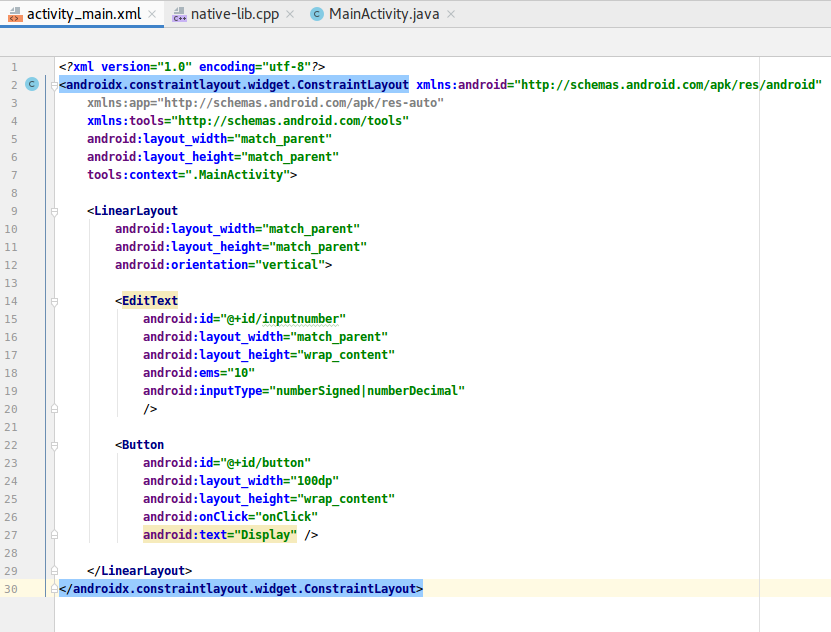 activity_main.xml native-lib.cpp MainActivity.java
1 <?xml version="1.0" encoding="utf-8"?>
2 <androidx.constraintlayout.widget.ConstraintLayout xmlns:android="http://schemas.android.com/apk/res/android"
3 xmlns:app="http://schemas.android.com/apk/res-auto"
4 xmlns:tools="http://schemas.android.com/tools"
5 android:layout_width="match_parent"
6 android:layout_height="match_parent"
7 tools:context=".MainActivity">
8
9 <LinearLayout
10 android:layout_width="match_parent"
11 android:layout_height="match_parent"
12 android:orientation="vertical">
13
14 <EditText
15 android:id="@+id/inputnumber"
16 android:layout_width="match_parent"
17 android:layout_height="wrap_content"
18 android:ems="10"
19 android:inputType="numberSigned|numberDecimal"
20 />
21
22 <Button
23 android:id="@+id/button"
24 android:layout_width="100dp"
25 android:layout_height="wrap_content"
26 android:onClick="onClick"
27 android:text="Display" />
28
29 </LinearLayout>
30 </androidx.constraintlayout.widget.ConstraintLayout>